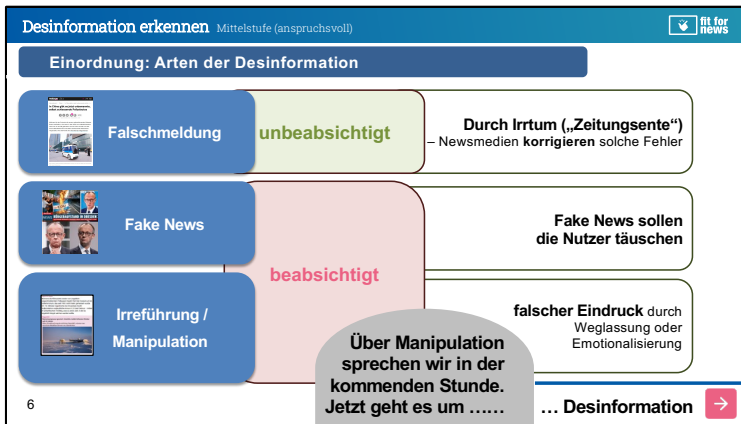 Desinformation erkennen Mittelstufe (anspruchsvoll)
fit for
news
Einordnung: Arten der Desinformation
Falschmeldung
unbeabsichtigt
Durch Irrtum („Zeitungsente“)
– Newsmedien korrigieren solche Fehler
Fake News
beabsichtigt
Fake News sollen
die Nutzer täuschen
Irreführung /
Manipulation
falscher Eindruck durch
Weglassung oder
Emotionalisierung
Über Manipulation
sprechen wir in der
kommenden Stunde.
Jetzt geht es um ……
… Desinformation
6